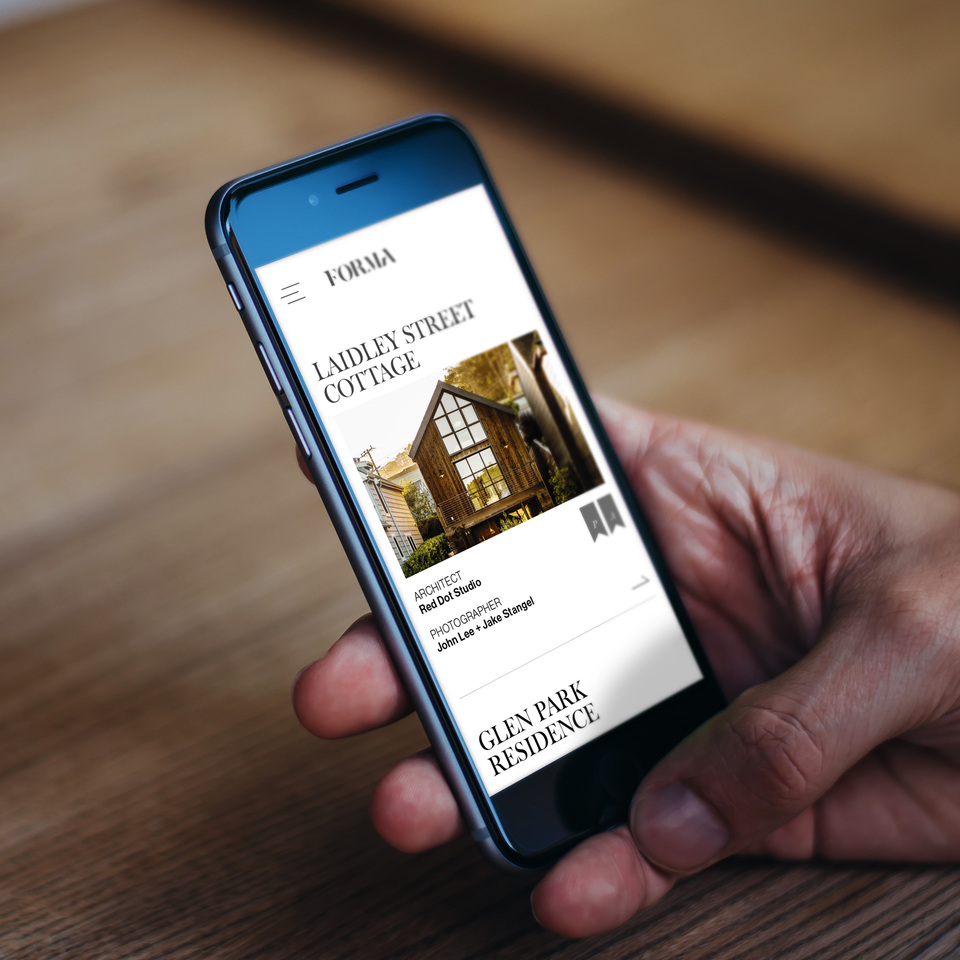 FORMA
LAIDLEY STREET
COTTAGE
ARCHITECT
Red Dot Studio
PHOTOGRAPHER
John Lee + Jake Stangel
GLEN PARK
RESIDENCE